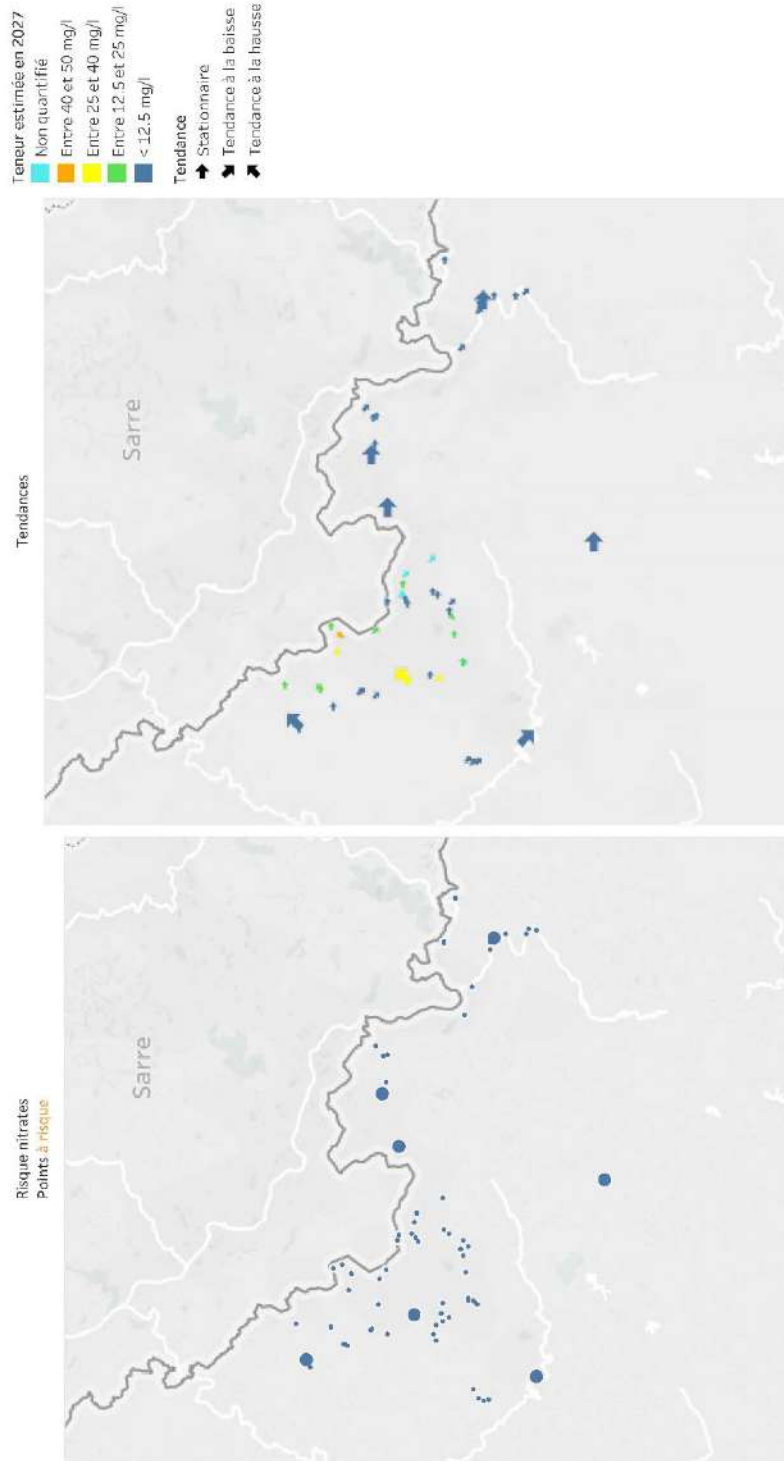 Risque nitrates
Points à risque
Sarre
Tendances
Sarre
Teneur estimée en 2027
Non quantifié
Entre 40 et 50 mg/l
Entre 25 et 40 mg/l
Entre 12.5 et 25 mg/l
< 12.5 mg/l
Tendance
Stationnaire
Tendance à la baisse
Tendance à la hausse